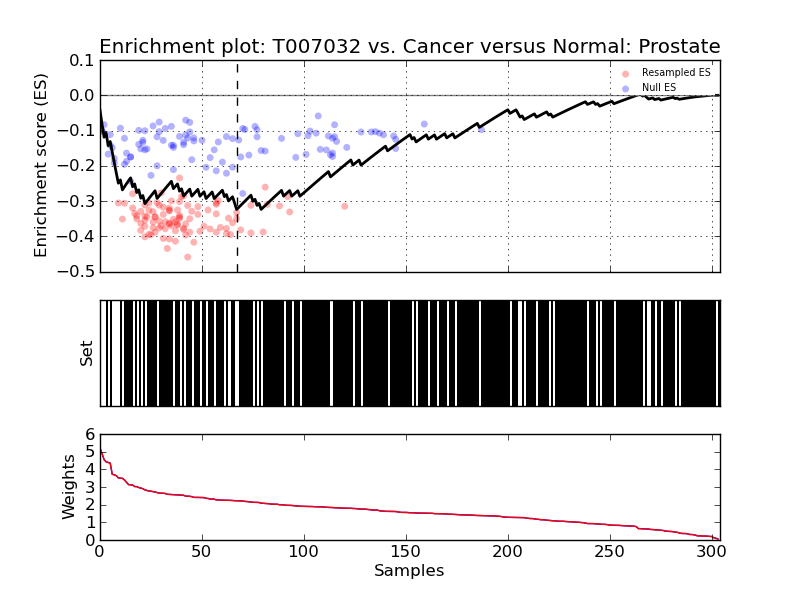 Enrichment plot: T007032 vs. Cancer versus Normal: Prostate
Enrichment score (ES)
0.1
0.0
−0.1
−0.2
−0.3
−0.4
−0.5
Resampled ES
Null ES
Set
Weights
6
5
4
3
2
1
0
0 50 100 150 200 250 300
Samples